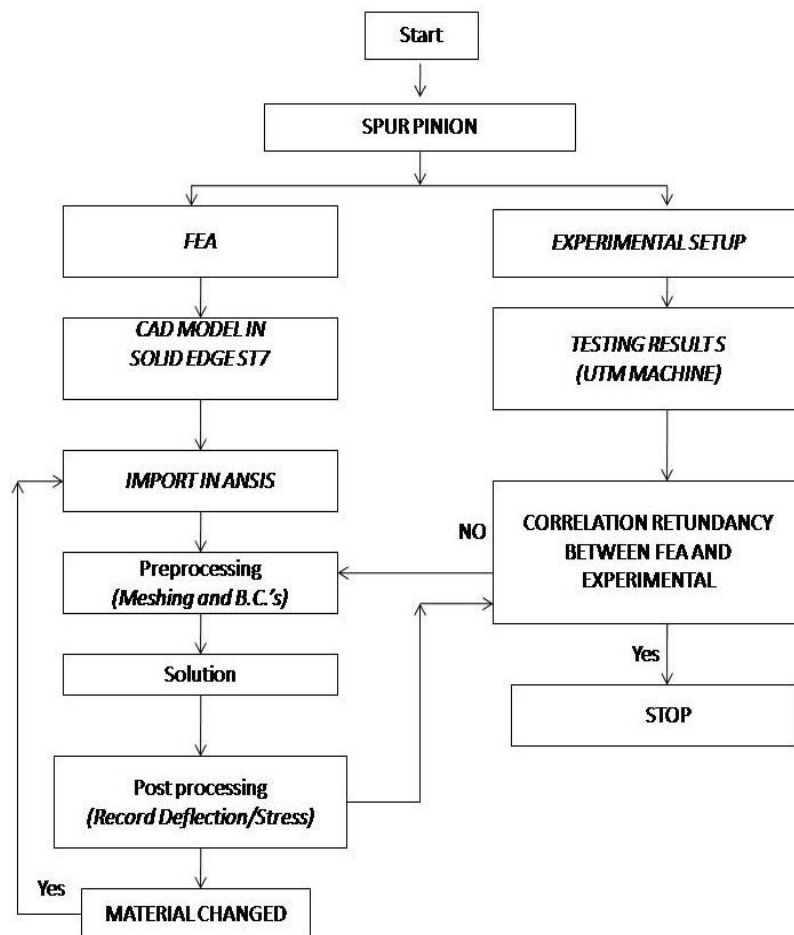 Start
SPUR PINION
FEA
CAD MODEL IN
SOLID EDGE ST7
IMPORT IN ANSIS
Preprocessing
(Meshing and B.C.'s)
Solution
Post processing
(Record Deflection/Stress)
Yes
MATERIAL CHANGED
EXPERIMENTAL SETUP
TESTING RESULT S
(UTM MACHINE)
NO
CORRELATION RETUNDANCY
BETWEEN FEA AND
EXPERIMENTAL
Yes
STOP